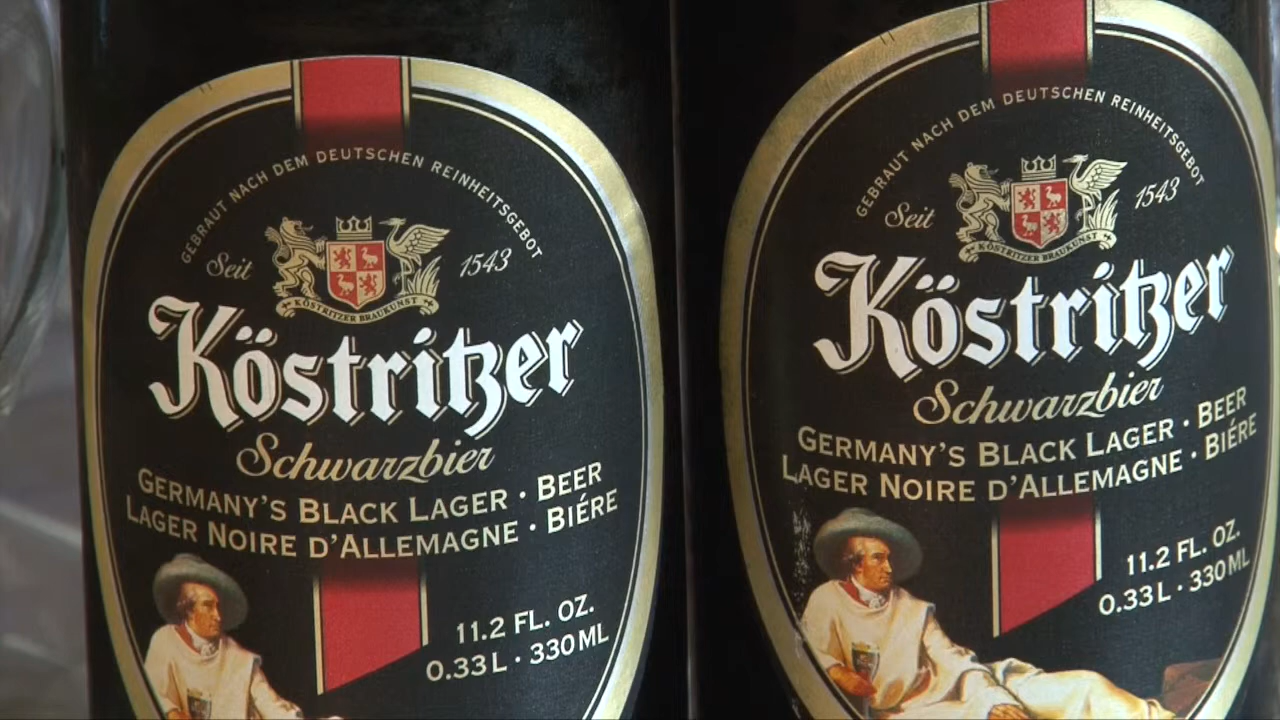 GEBRAUT NACH DEM DEUTSCHEN REINHEITSGEBOT
Seit 1543
KÖSTRITZER BRAUKUNST
Köstritzer
Schwarzbier
GERMANY'S BLACK LAGER · BEER
LAGER NOIRE D'ALLEMAGNE · BIÉRE
11.2 FL. OZ.
0.33 L · 330 ML
GEBRAUT NACH DEM DEUTSCHEN REINHEITSGEBOT
Seit 1543
KÖSTRITZER BRAUKUNST
Köstritzer
Schwarzbier
GERMANY'S BLACK LAGER · BEER
LAGER NOIRE D'ALLEMAGNE · BIÉRE
11.2 FL. OZ.
0.33 L · 330 ML